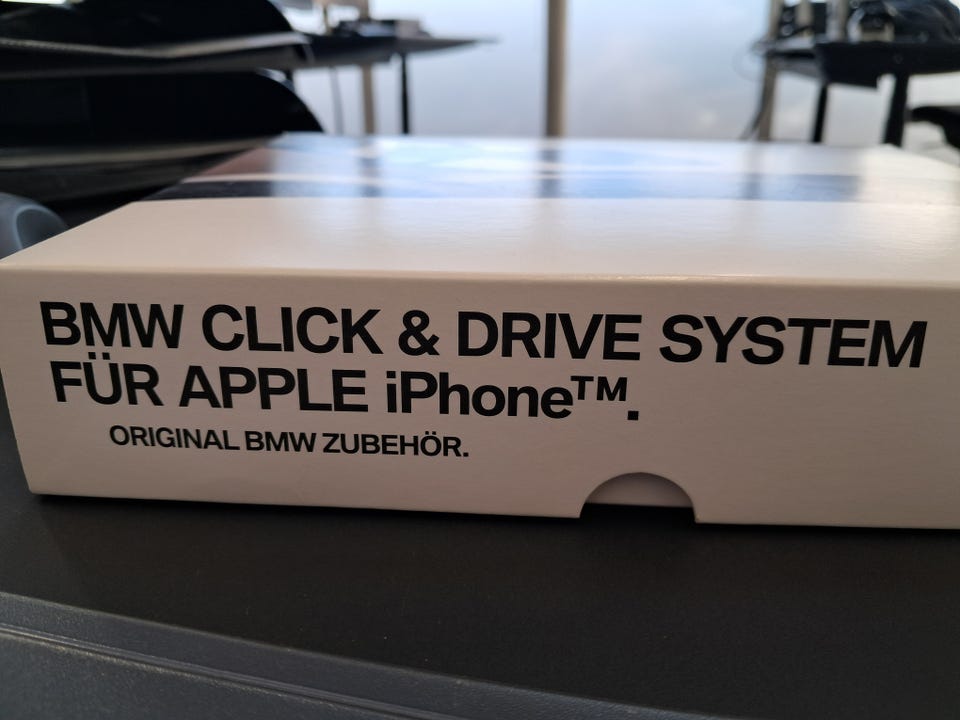 BMW CLICK & DRIVE SYSTEM
FÜR APPLE iPhone™.
ORIGINAL BMW ZUBEHÖR.